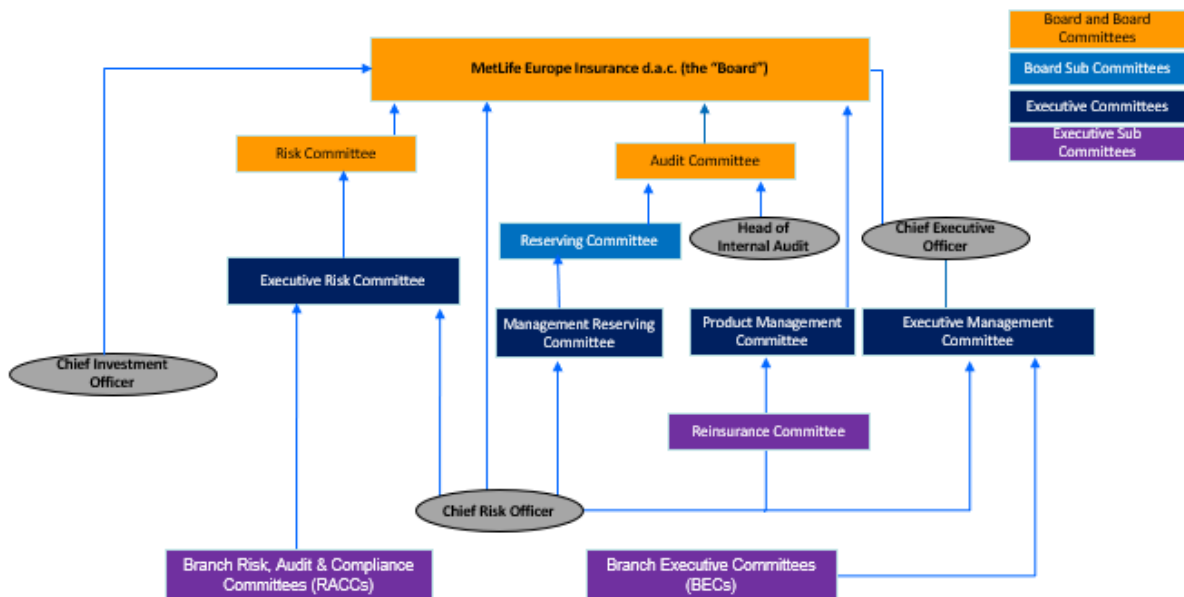 Board and Board
Committees
MetLife Europe Insurance d.a.c. (the “Board”)
Board Sub Committees
Executive Committees
Executive Sub
Committees
Risk Committee
Audit Committee
Reserving Committee
Head of
Internal Audit
Chief Executive
Officer
Executive Risk Committee
Management Reserving
Committee
Product Management
Committee
Executive Management
Committee
Chief Investment
Officer
Reinsurance Committee
Chief Risk Officer
Branch Risk, Audit & Compliance
Committees (RACCs)
Branch Executive Committees
(BECs)